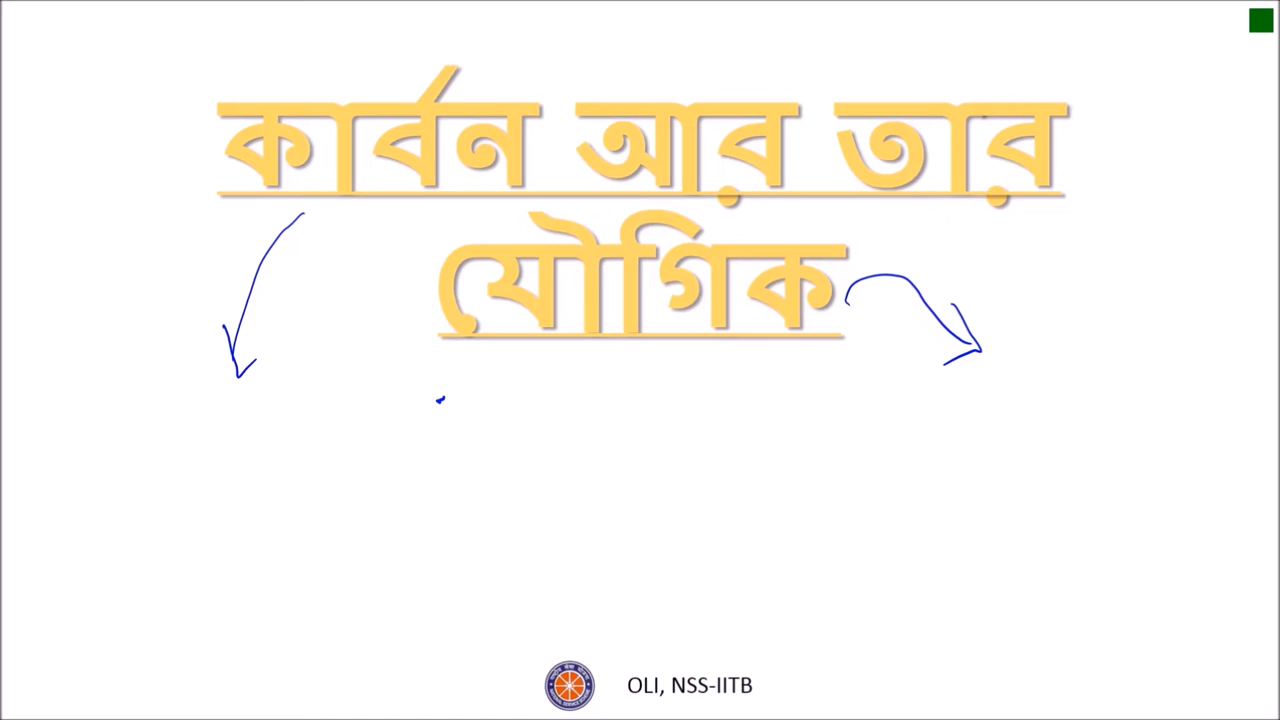 কার্বন আর তার
যৌগিক
OLI, NSS-IITB